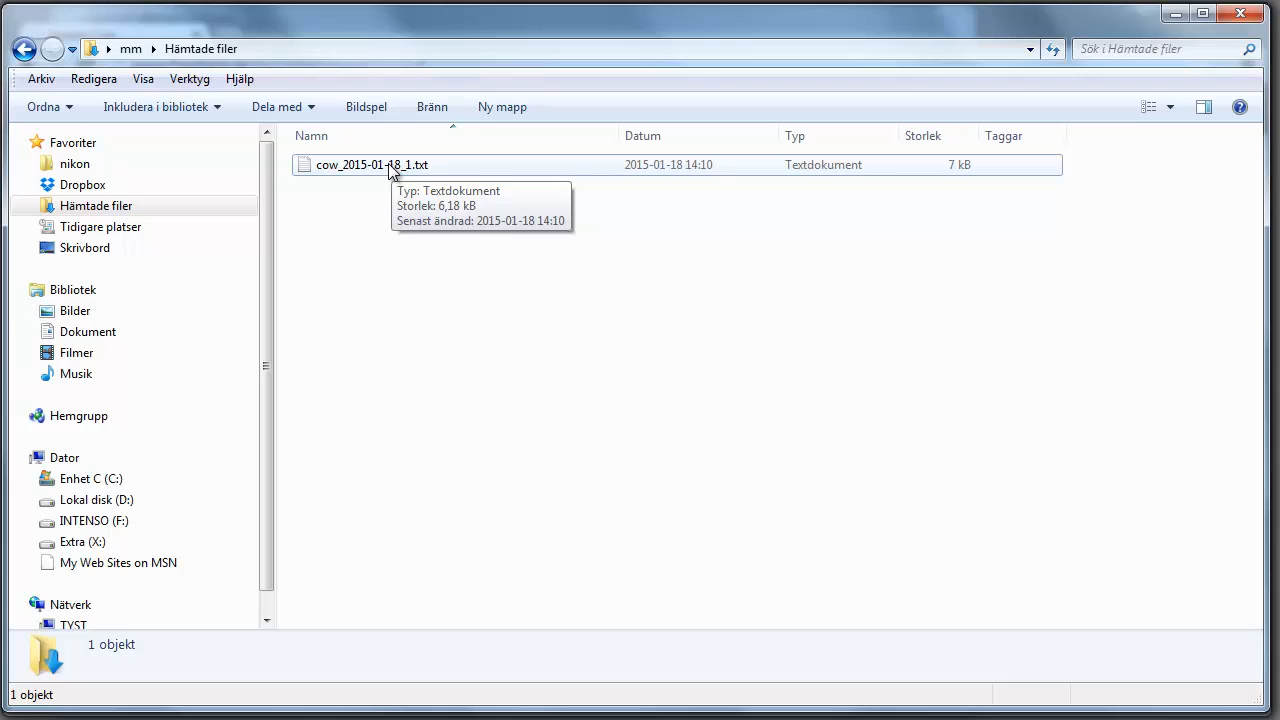 mm Hämtade filer
Sök i Hämtade filer
Arkiv Redigera Visa Verktyg Hjälp
Ordna Inkludera i bibliotek Dela med Bildspel Bränn Ny mapp
Namn Datum Typ Storlek Taggar
cow_2015-01-18_1.txt 2015-01-18 14:10 Textdokument 7 kB
Typ: Textdokument
Storlek: 6,18 kB
Senast ändrad: 2015-01-18 14:10
Favoriter
nikon
Dropbox
Hämtade filer
Tidigare platser
Skrivbord
Bibliotek
Bilder
Dokument
Filmer
Musik
Hemgrupp
Dator
Enhet C (C:)
Lokal disk (D:)
INTENSO (F:)
Extra (X:)
My Web Sites on MSN
Nätverk
TYST
1 objekt
1 objekt